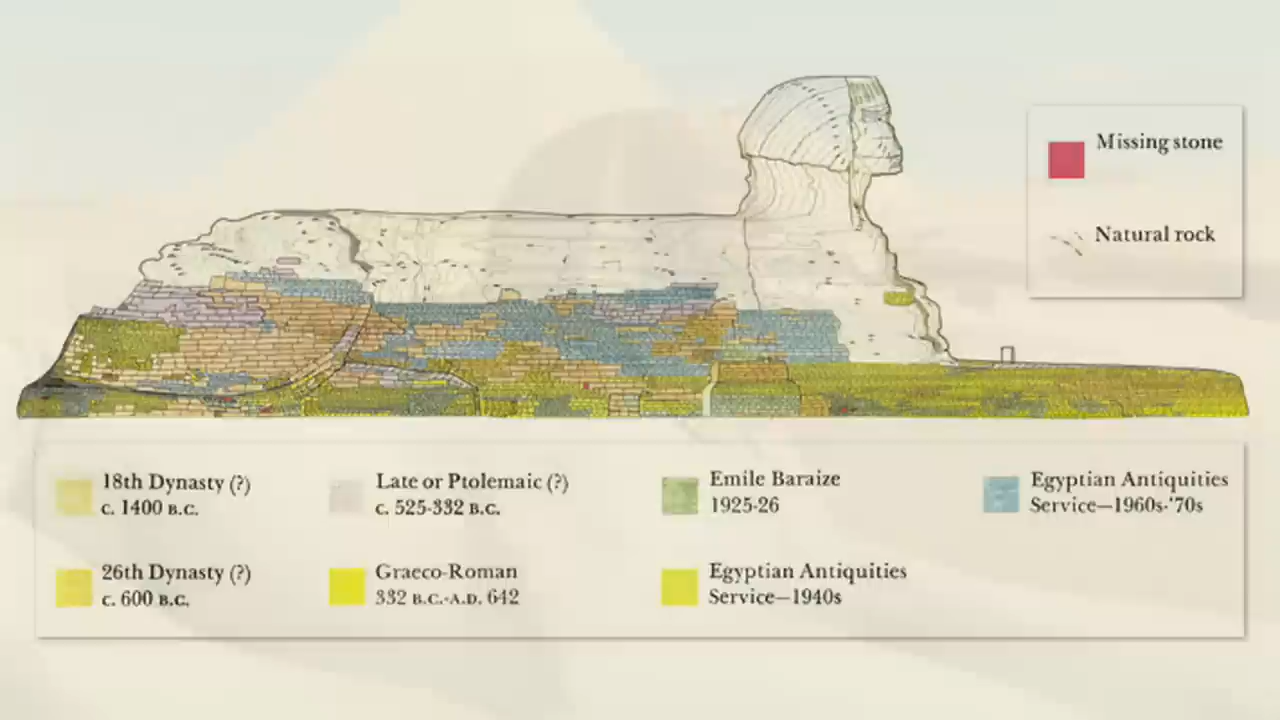 Missing stone
Natural rock
18th Dynasty (?)
c. 1400 B.C.
Late or Ptolemaic (?)
c. 525-332 B.C.
Emile Baraize
1925-26
Egyptian Antiquities
Service—1960s-'70s
26th Dynasty (?)
c. 600 B.C.
Graeco-Roman
332 B.C.-A.D. 642
Egyptian Antiquities
Service—1940s